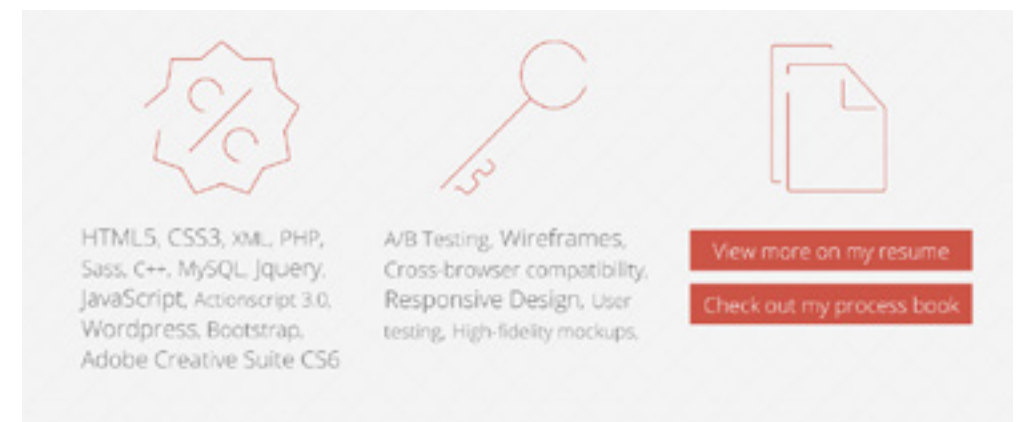 HTML5, CSS3, XML, PHP,
Sass, C++, MySQL, Jquery,
JavaScript, Actionscript 3.0,
Wordpress, Bootstrap,
Adobe Creative Suite CS6
A/B Testing, Wireframes,
Cross-browser compatibility,
Responsive Design, User
testing, High-fidelity mockups,
View more on my resume
Check out my process book